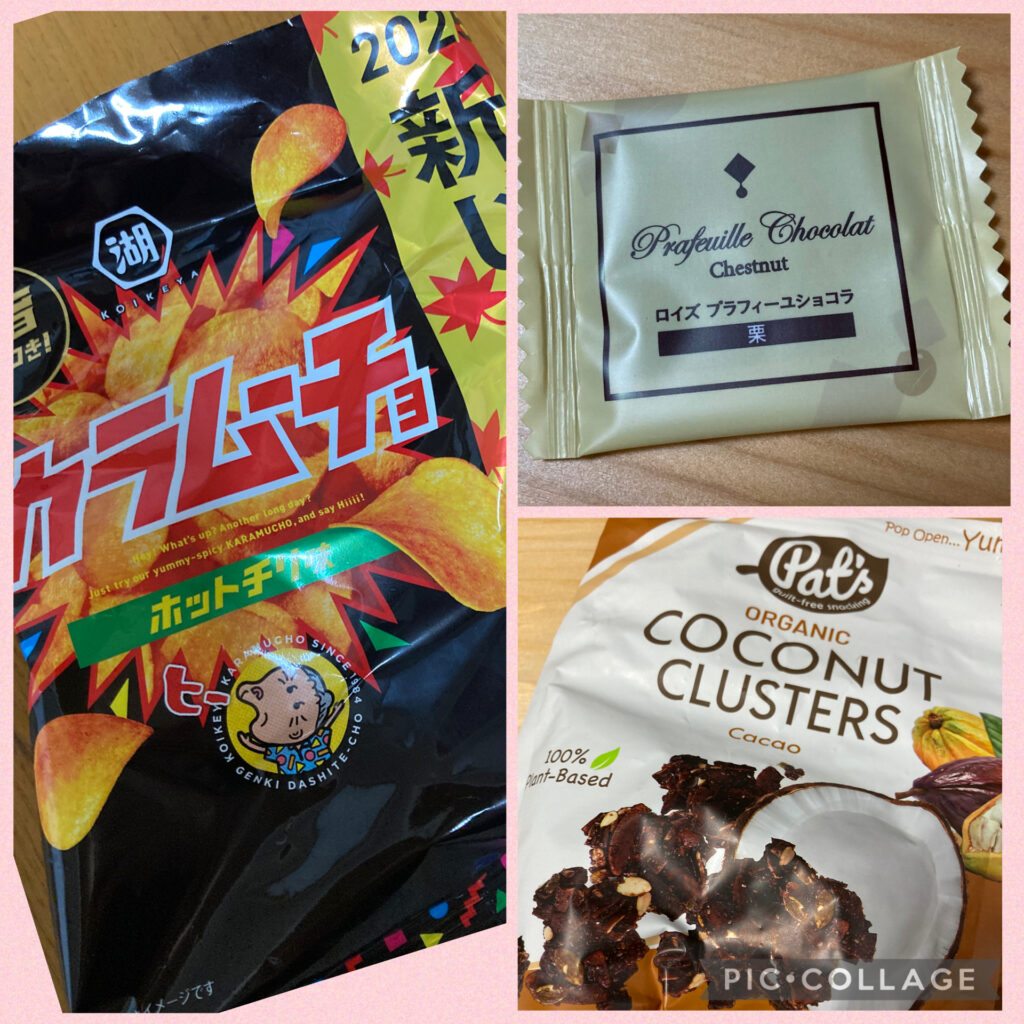 202
新
し
湖
KOIKEYA
カラムーチョ
Hey! What's up? Another long day?
Just try our yummy-spicy KARAMUCHO, and say Hiiii!
ホットチリ味
ヒー
KOIKEYA KARAMUCHO SINCE 1984
GENKI DASHITE-CHO
イメージです
Prafeuille Chocolat
Chestnut
ロイズ プラフィーユショコラ
栗
Pop Open...Yum
Pat's
guilt-free snacking
ORGANIC
COCONUT
CLUSTERS
Cacao
100%
Plant-Based
PIC•COLLAGE